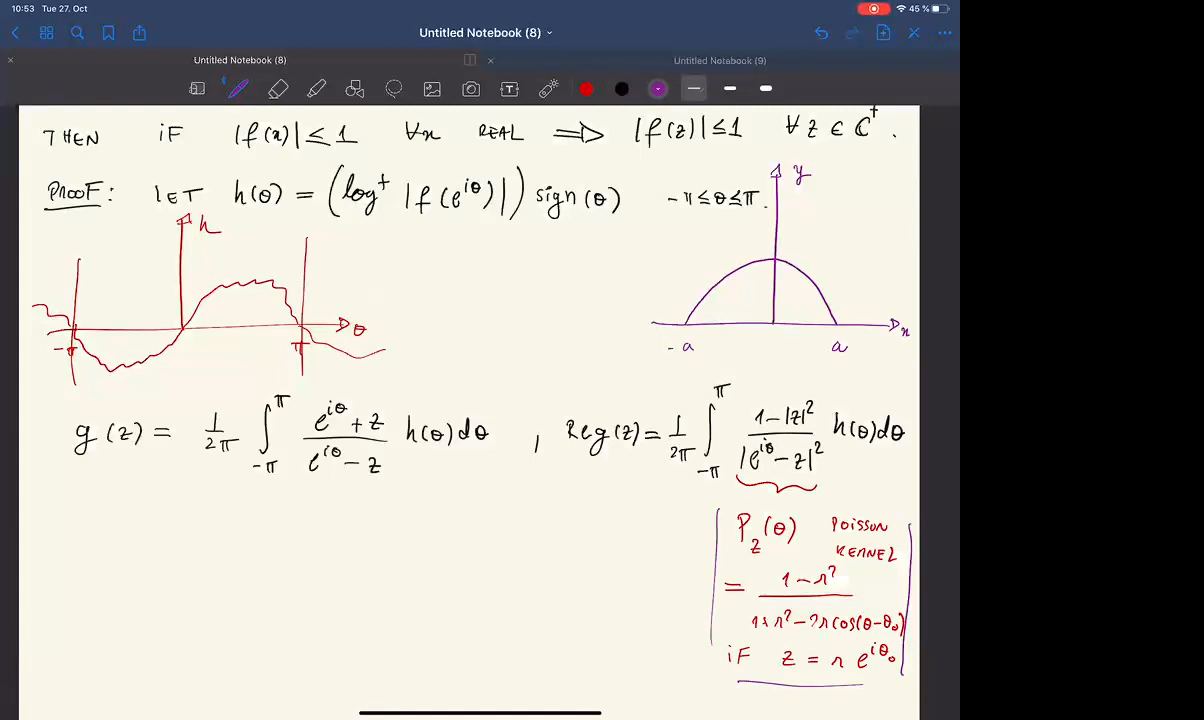 10:53 Tue 27. Oct 45 %
Untitled Notebook (8)
Untitled Notebook (8) Untitled Notebook (9)
THEN iF |f(x)| ≤ 1 ∀x REAL ⟹ |f(z)| ≤ 1 ∀ z ∈ ℂ⁺.
PROOF: LET h(θ) = (log⁺ |f(e^{iθ})|) sign(θ) -π ≤ θ ≤ π.
h
θ
-π
π
y
x
-a
a
g(z) = 1/2π ∫_{-π}^{π} (e^{iθ} + z)/(e^{iθ} - z) h(θ)dθ , Re g(z) = 1/2π ∫_{-π}^{π} (1-|z|²)/|e^{iθ} - z|² h(θ)dθ
P_z(θ) POISSON
KERNEL
= (1-r²)/(1+r²-2r cos(θ-θ₀))
iF z = r e^{iθ₀}